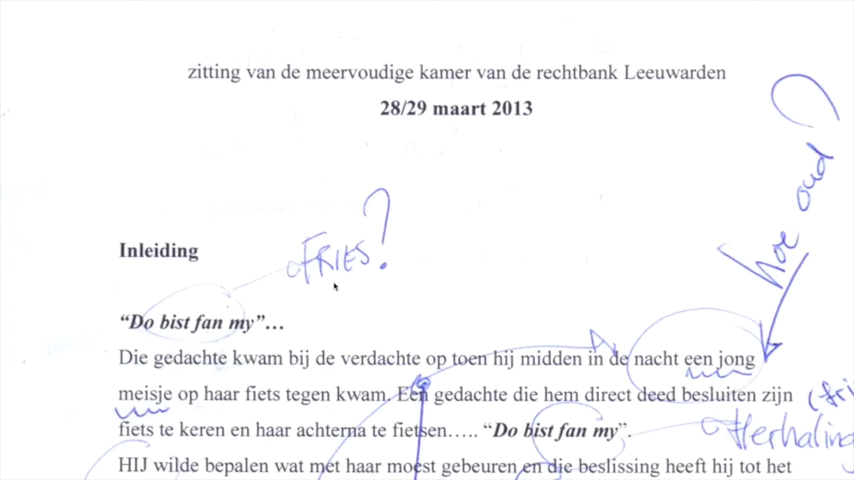 zitting van de meervoudige kamer van de rechtbank Leeuwarden
28/29 maart 2013
hoe oud?
FRIES?
Inleiding
“Do bist fan my”…
Die gedachte kwam bij de verdachte op toen hij midden in de nacht een jong
meisje op haar fiets tegen kwam. Een gedachte die hem direct deed besluiten zijn
(fri
fiets te keren en haar achterna te fietsen….. “Do bist fan my”.
Herhaling
HIJ wilde bepalen wat met haar moest gebeuren en die beslissing heeft hij tot het